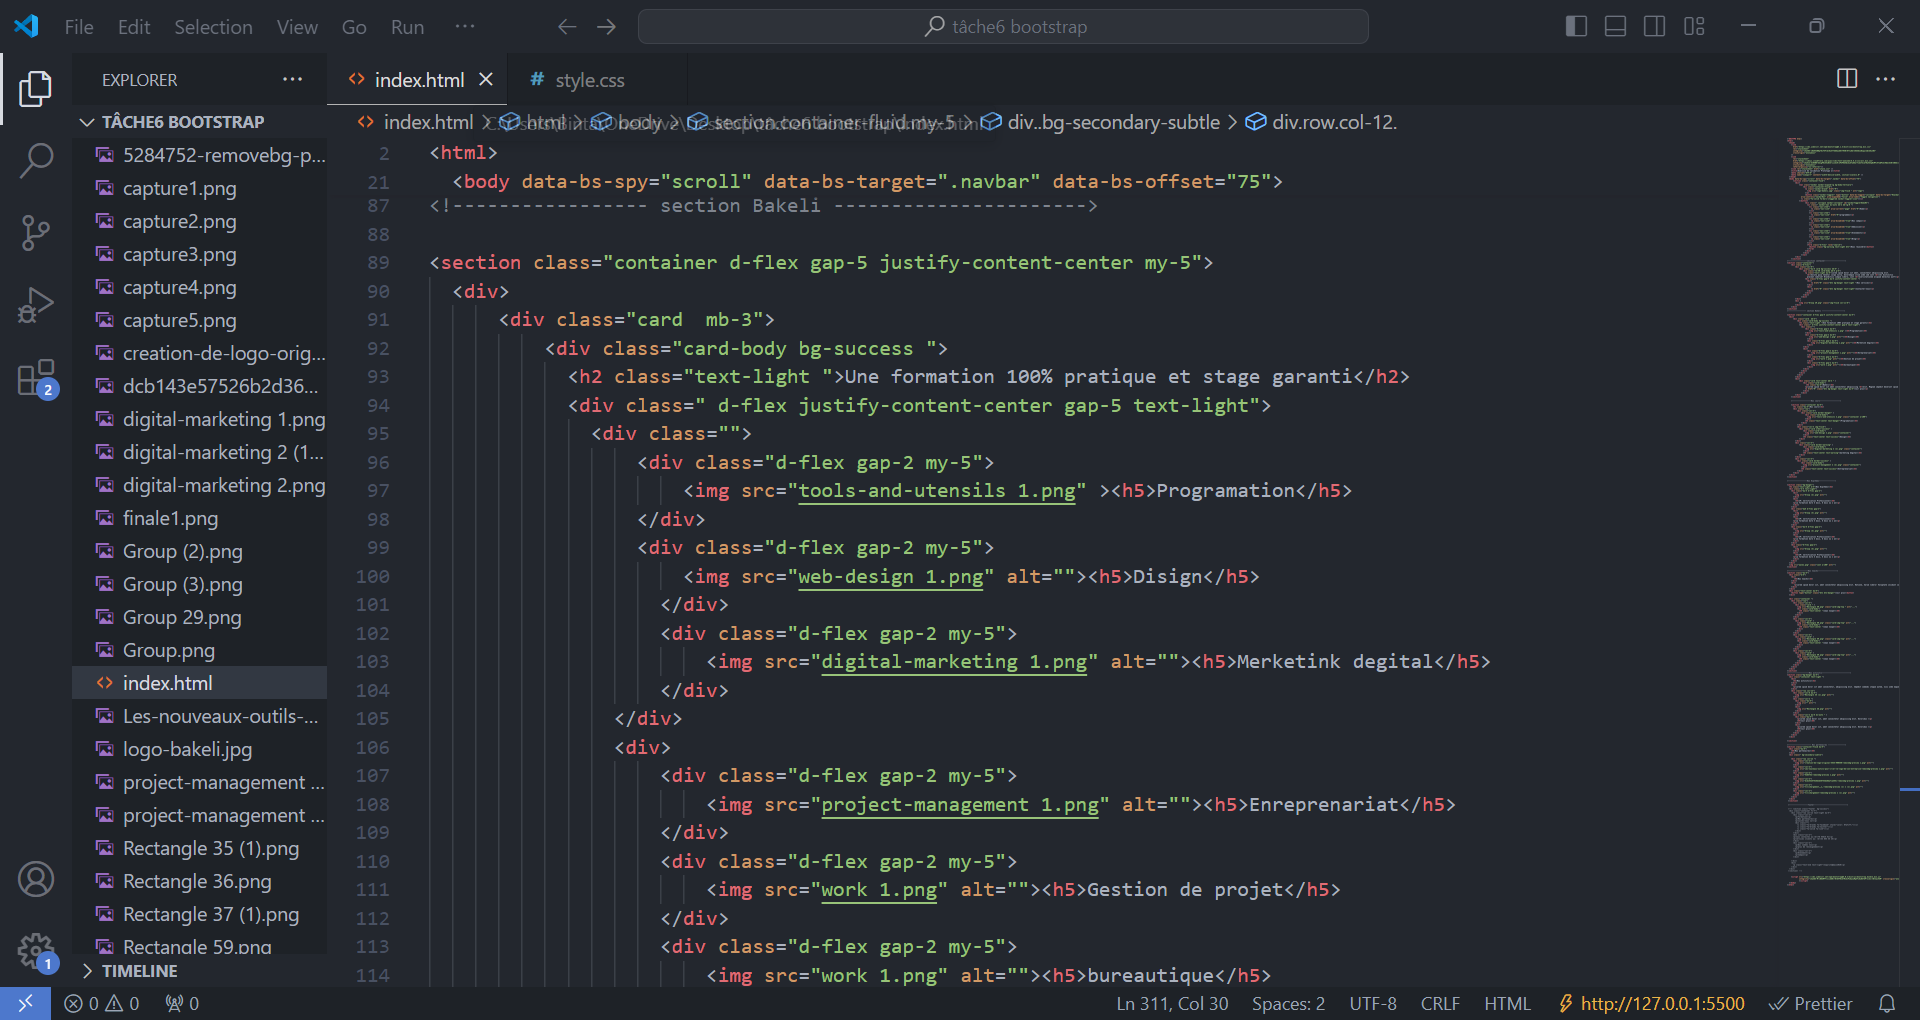 File Edit Selection View Go Run ··· tâche6 bootstrap
EXPLORER ···
TÂCHE6 BOOTSTRAP
5284752-removebg-p...
capture1.png
capture2.png
capture3.png
capture4.png
capture5.png
creation-de-logo-orig...
dcb143e57526b2d36...
digital-marketing 1.png
digital-marketing 2 (1...
digital-marketing 2.png
finale1.png
Group (2).png
Group (3).png
Group 29.png
Group.png
index.html
Les-nouveaux-outils-...
logo-bakeli.jpg
project-management ...
project-management ...
Rectangle 35 (1).png
Rectangle 36.png
Rectangle 37 (1).png
Rectangle 59.png
TIMELINE
2
1
index.html # style.css
index.html > html > body > section.container-fluid.my-5 > div..bg-secondary-subtle > div.row.col-12.
2 <html>
21 <body data-bs-spy="scroll" data-bs-target=".navbar" data-bs-offset="75">
87 <!----------------- section Bakeli ---------------------->
88
89 <section class="container d-flex gap-5 justify-content-center my-5">
90 <div>
91 <div class="card  mb-3">
92 <div class="card-body bg-success ">
93 <h2 class="text-light ">Une formation 100% pratique et stage garanti</h2>
94 <div class=" d-flex justify-content-center gap-5 text-light">
95 <div class="">
96 <div class="d-flex gap-2 my-5">
97 <img src="tools-and-utensils 1.png" ><h5>Programation</h5>
98 </div>
99 <div class="d-flex gap-2 my-5">
100 <img src="web-design 1.png" alt=""><h5>Disign</h5>
101 </div>
102 <div class="d-flex gap-2 my-5">
103 <img src="digital-marketing 1.png" alt=""><h5>Merketink degital</h5>
104 </div>
105 </div>
106 <div>
107 <div class="d-flex gap-2 my-5">
108 <img src="project-management 1.png" alt=""><h5>Enreprenariat</h5>
109 </div>
110 <div class="d-flex gap-2 my-5">
111 <img src="work 1.png" alt=""><h5>Gestion de projet</h5>
112 </div>
113 <div class="d-flex gap-2 my-5">
114 <img src="work 1.png" alt=""><h5>bureautique</h5>
0 0 0 Ln 311, Col 30 Spaces: 2 UTF-8 CRLF HTML http://127.0.0.1:5500 Prettier